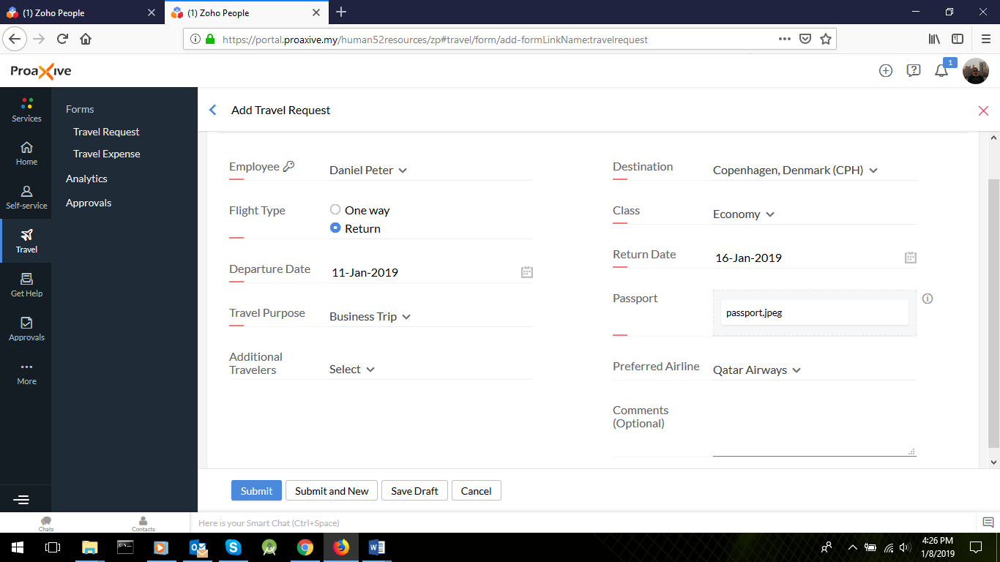 (1) Zoho People
(1) Zoho People
https://portal.proaxive.my/human52resources/zp#travel/form/add-formLinkName:travelrequest
ProaXive
1
Services
Home
Self-service
Travel
Get Help
Approvals
More
Forms
Travel Request
Travel Expense
Analytics
Approvals
Add Travel Request
Employee
Daniel Peter
Flight Type
One way
Return
Departure Date
11-Jan-2019
Travel Purpose
Business Trip
Additional
Travelers
Select
Destination
Copenhagen, Denmark (CPH)
Class
Economy
Return Date
16-Jan-2019
Passport
passport.jpeg
Preferred Airline
Qatar Airways
Comments
(Optional)
Submit
Submit and New
Save Draft
Cancel
Chats
Contacts
Here is your Smart Chat (Ctrl+Space)
4:26 PM
1/8/2019